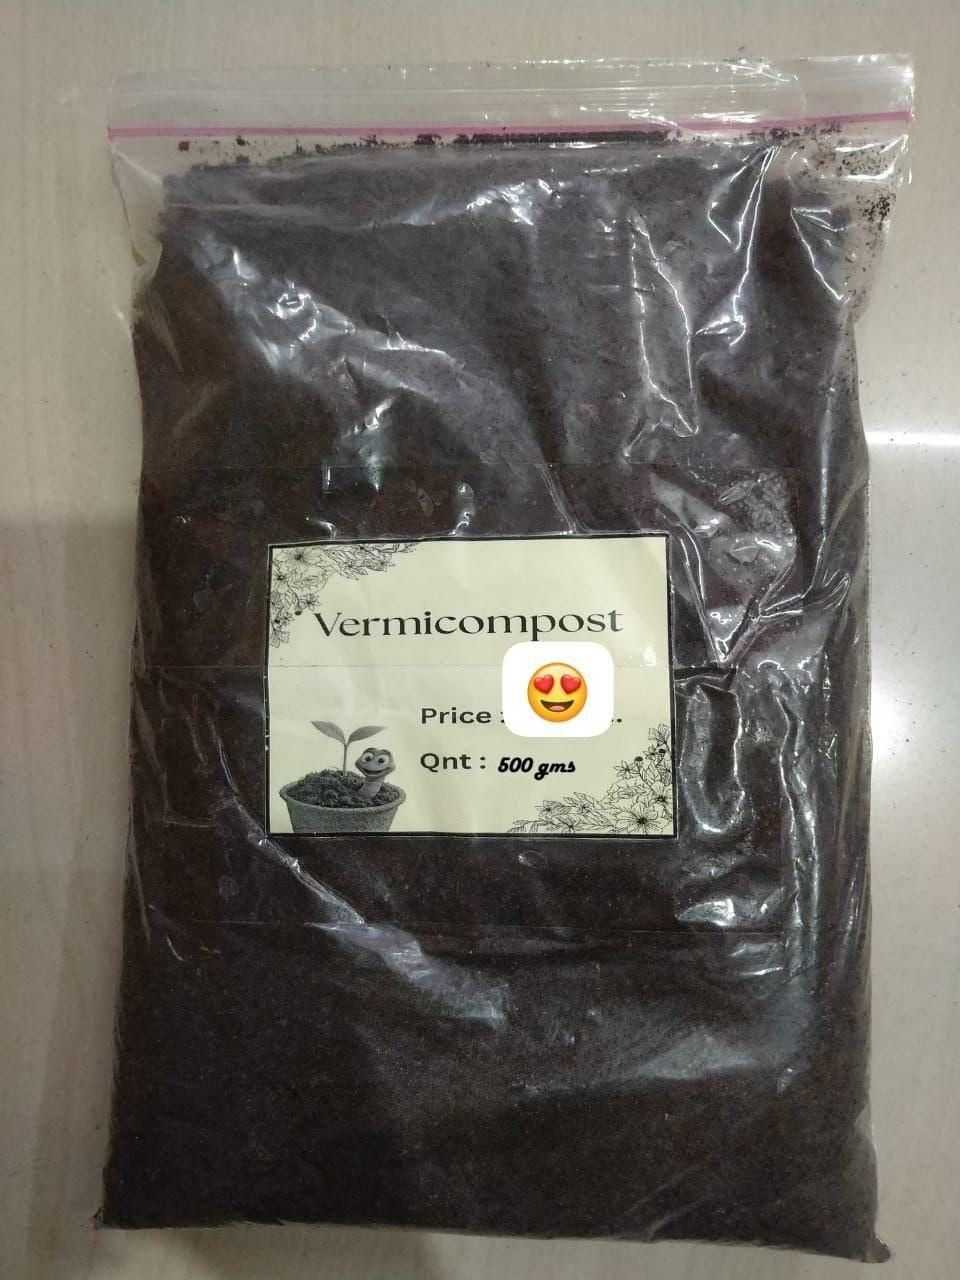 Vermicompost
Price :
Qnt : 500 gms